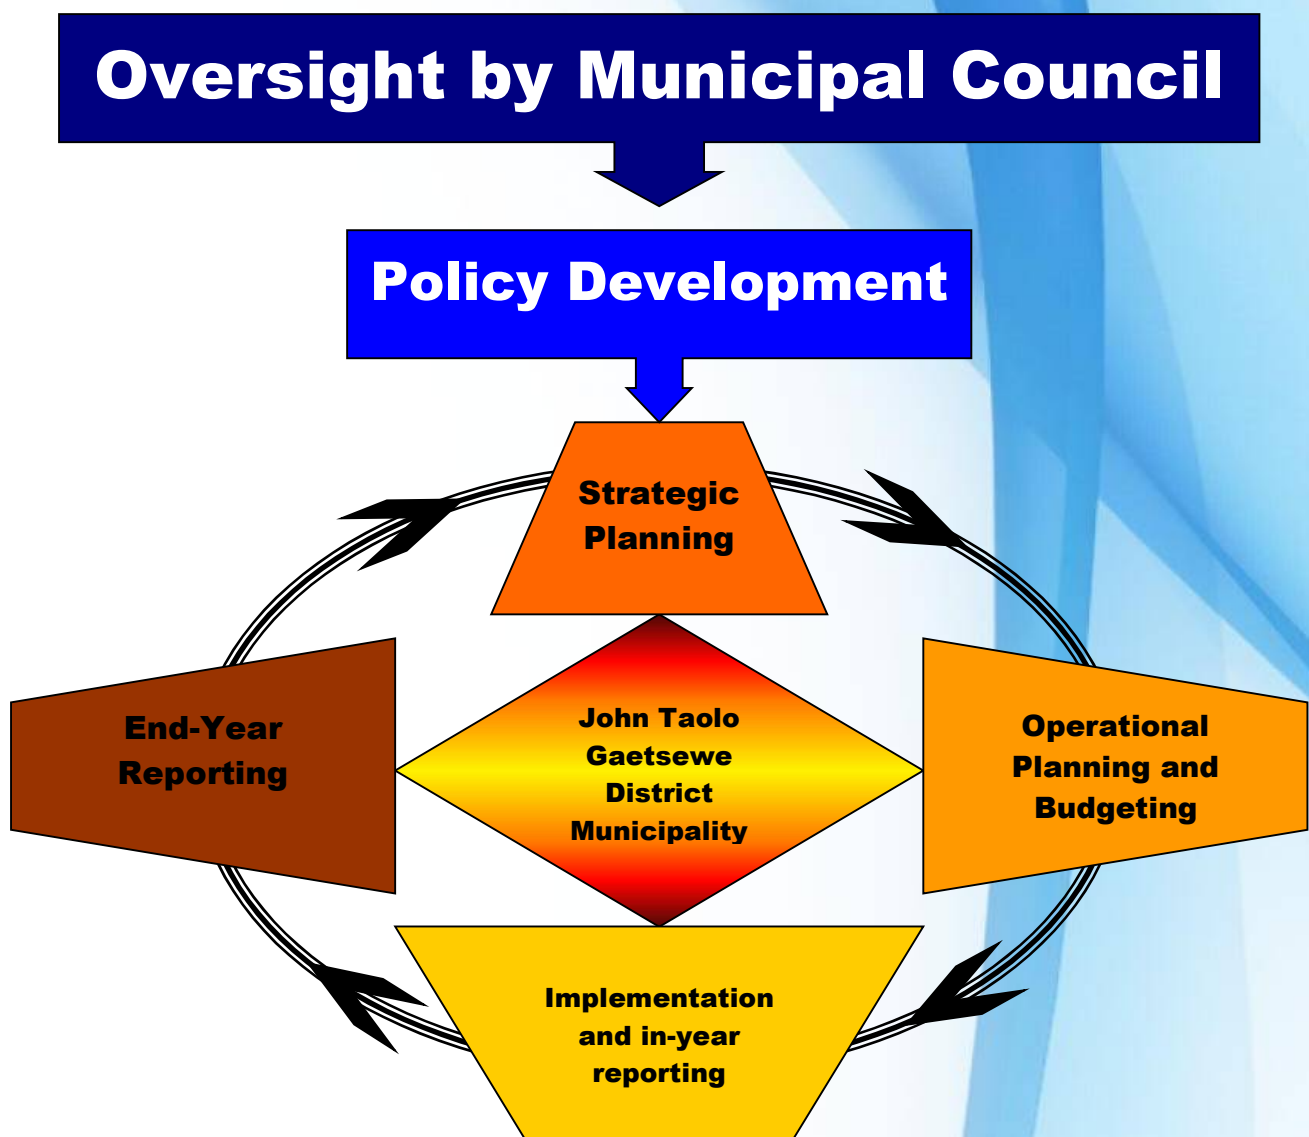 Oversight by Municipal Council
Policy Development
Strategic
Planning
End-Year
Reporting
John Taolo
Gaetsewe
District
Municipality
Operational
Planning and
Budgeting
Implementation
and in-year
reporting